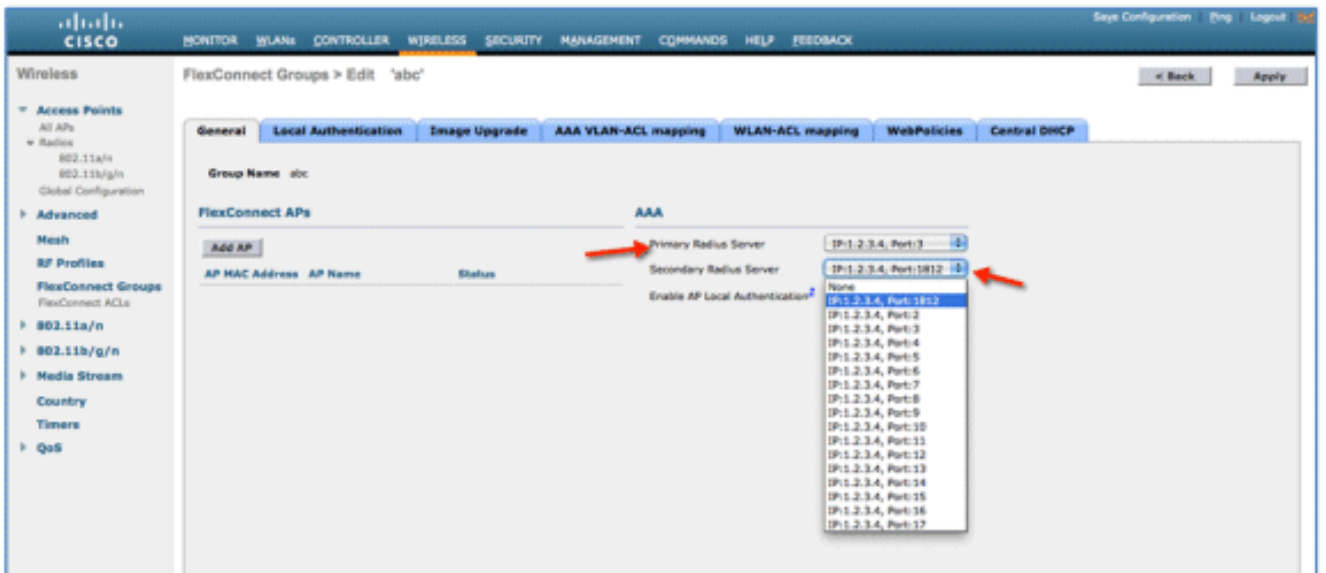 Save Configuration Ping Logout
CISCO
MONITOR WLANs CONTROLLER WIRELESS SECURITY MANAGEMENT COMMANDS HELP FEEDBACK
Wireless
Access Points
All APs
Radios
802.11a/n
802.11b/g/n
Global Configuration
Advanced
Mesh
RF Profiles
FlexConnect Groups
FlexConnect ACLs
802.11a/n
802.11b/g/n
Media Stream
Country
Timers
QoS
FlexConnect Groups > Edit 'abc'
< Back Apply
General Local Authentication Image Upgrade AAA VLAN-ACL mapping WLAN-ACL mapping WebPolicies Central DHCP
Group Name abc
FlexConnect APs
Add AP
AP MAC Address AP Name Status
AAA
Primary Radius Server IP:1.2.3.4, Port:3
Secondary Radius Server IP:1.2.3.4, Port:1812
Enable AP Local Authentication2
None
IP:1.2.3.4, Port:1812
IP:1.2.3.4, Port:2
IP:1.2.3.4, Port:3
IP:1.2.3.4, Port:4
IP:1.2.3.4, Port:5
IP:1.2.3.4, Port:6
IP:1.2.3.4, Port:7
IP:1.2.3.4, Port:8
IP:1.2.3.4, Port:9
IP:1.2.3.4, Port:10
IP:1.2.3.4, Port:11
IP:1.2.3.4, Port:12
IP:1.2.3.4, Port:13
IP:1.2.3.4, Port:14
IP:1.2.3.4, Port:15
IP:1.2.3.4, Port:16
IP:1.2.3.4, Port:17